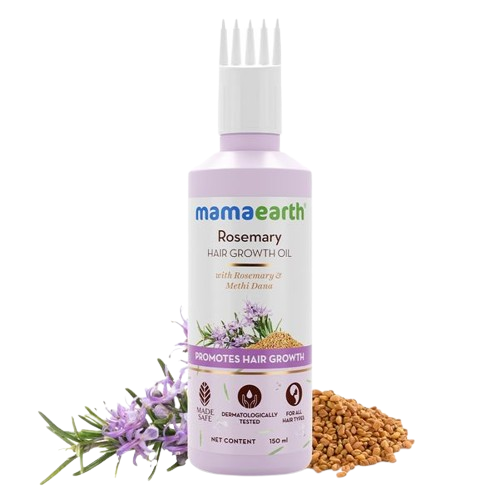 mamaearth®
Rosemary
HAIR GROWTH OIL
with Rosemary &
Methi Dana
PROMOTES HAIR GROWTH
MADE
SAFE
DERMATOLOGICALLY
TESTED
FOR ALL
HAIR TYPES
NET CONTENT 150 ml